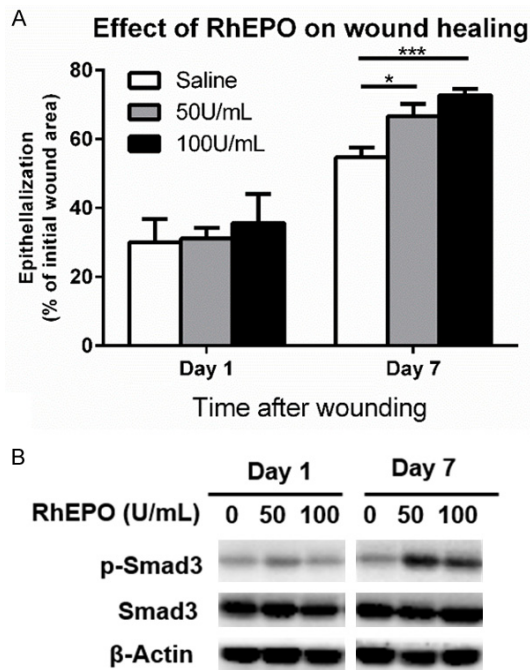 A
Effect of RhEPO on wound healing
Epithellalization
(% of initial wound area)
80
60
40
20
0
Saline
50U/mL
100U/mL
***
*
Day 1 Day 7
Time after wounding
B
Day 1 Day 7
RhEPO (U/mL) 0 50 100 0 50 100
p-Smad3
Smad3
β-Actin